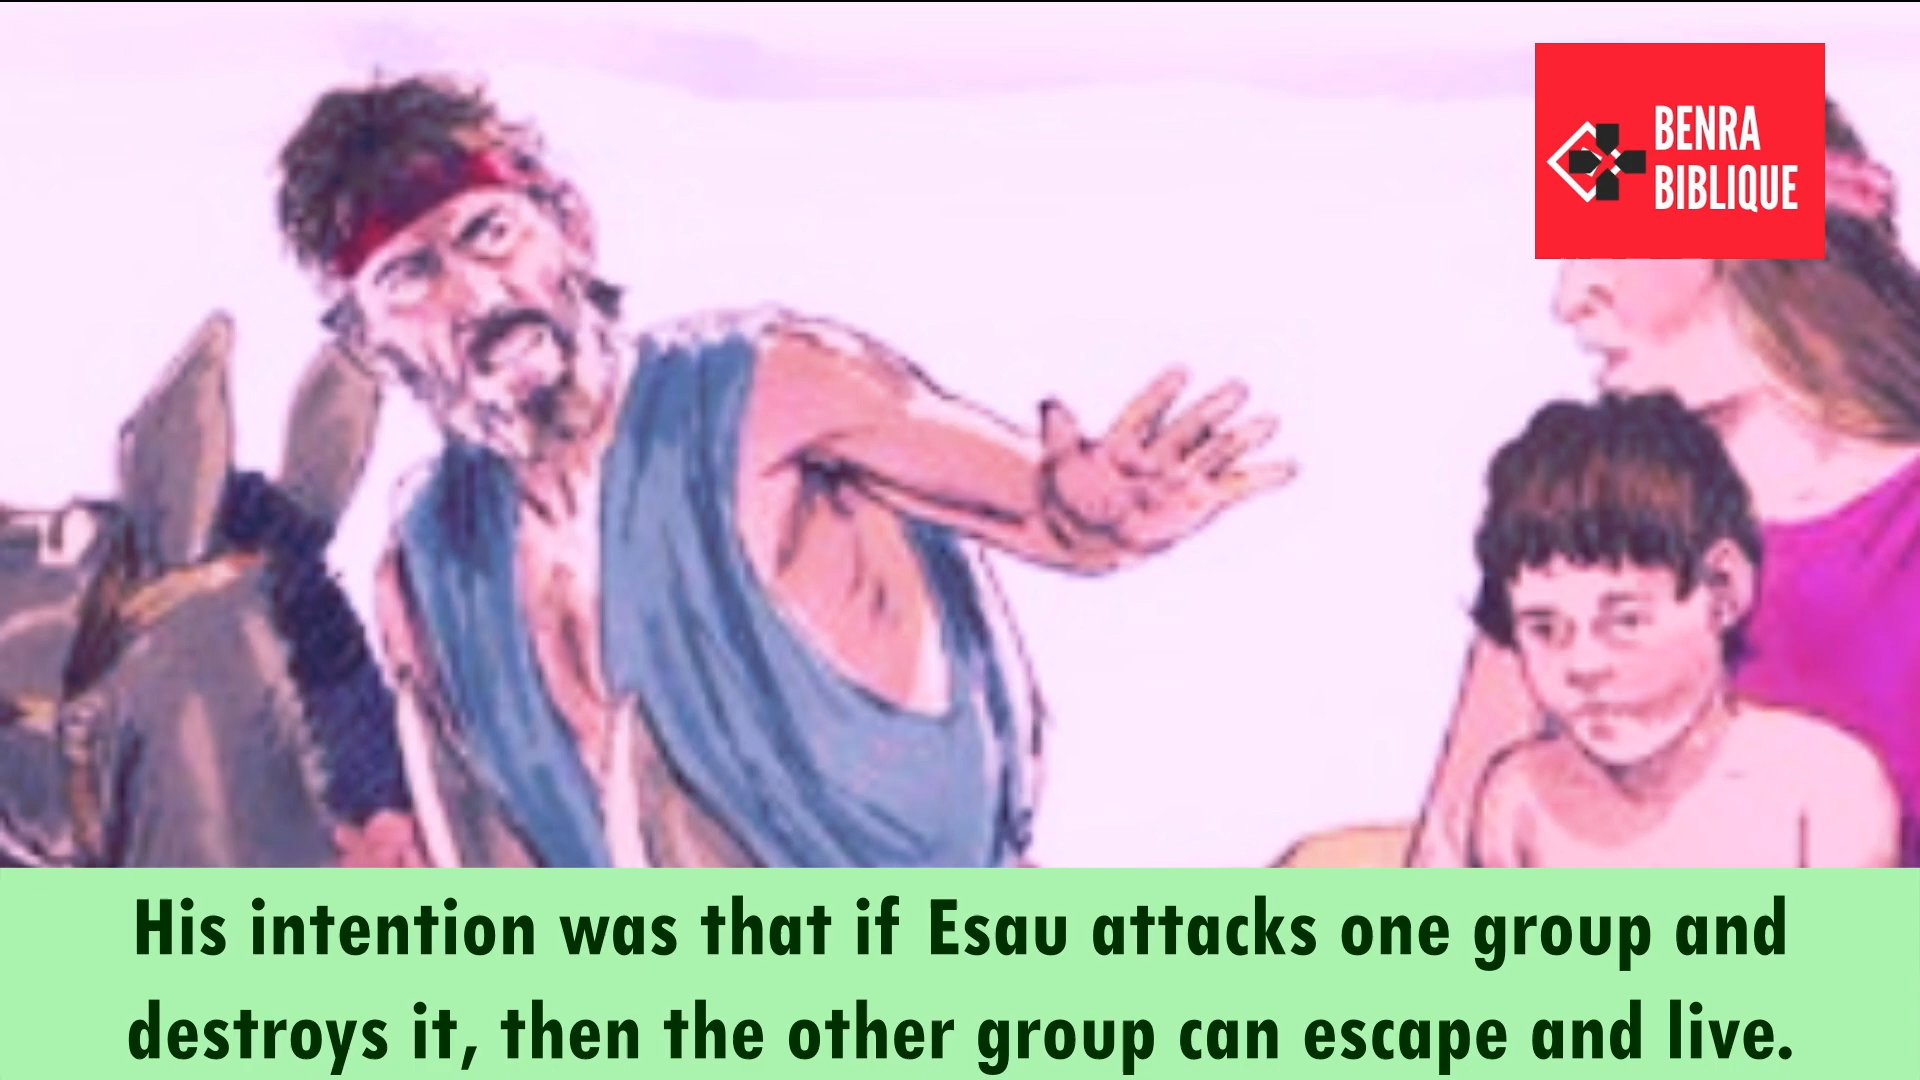 BENRA
BIBLIQUE
His intention was that if Esau attacks one group and
destroys it, then the other group can escape and live.